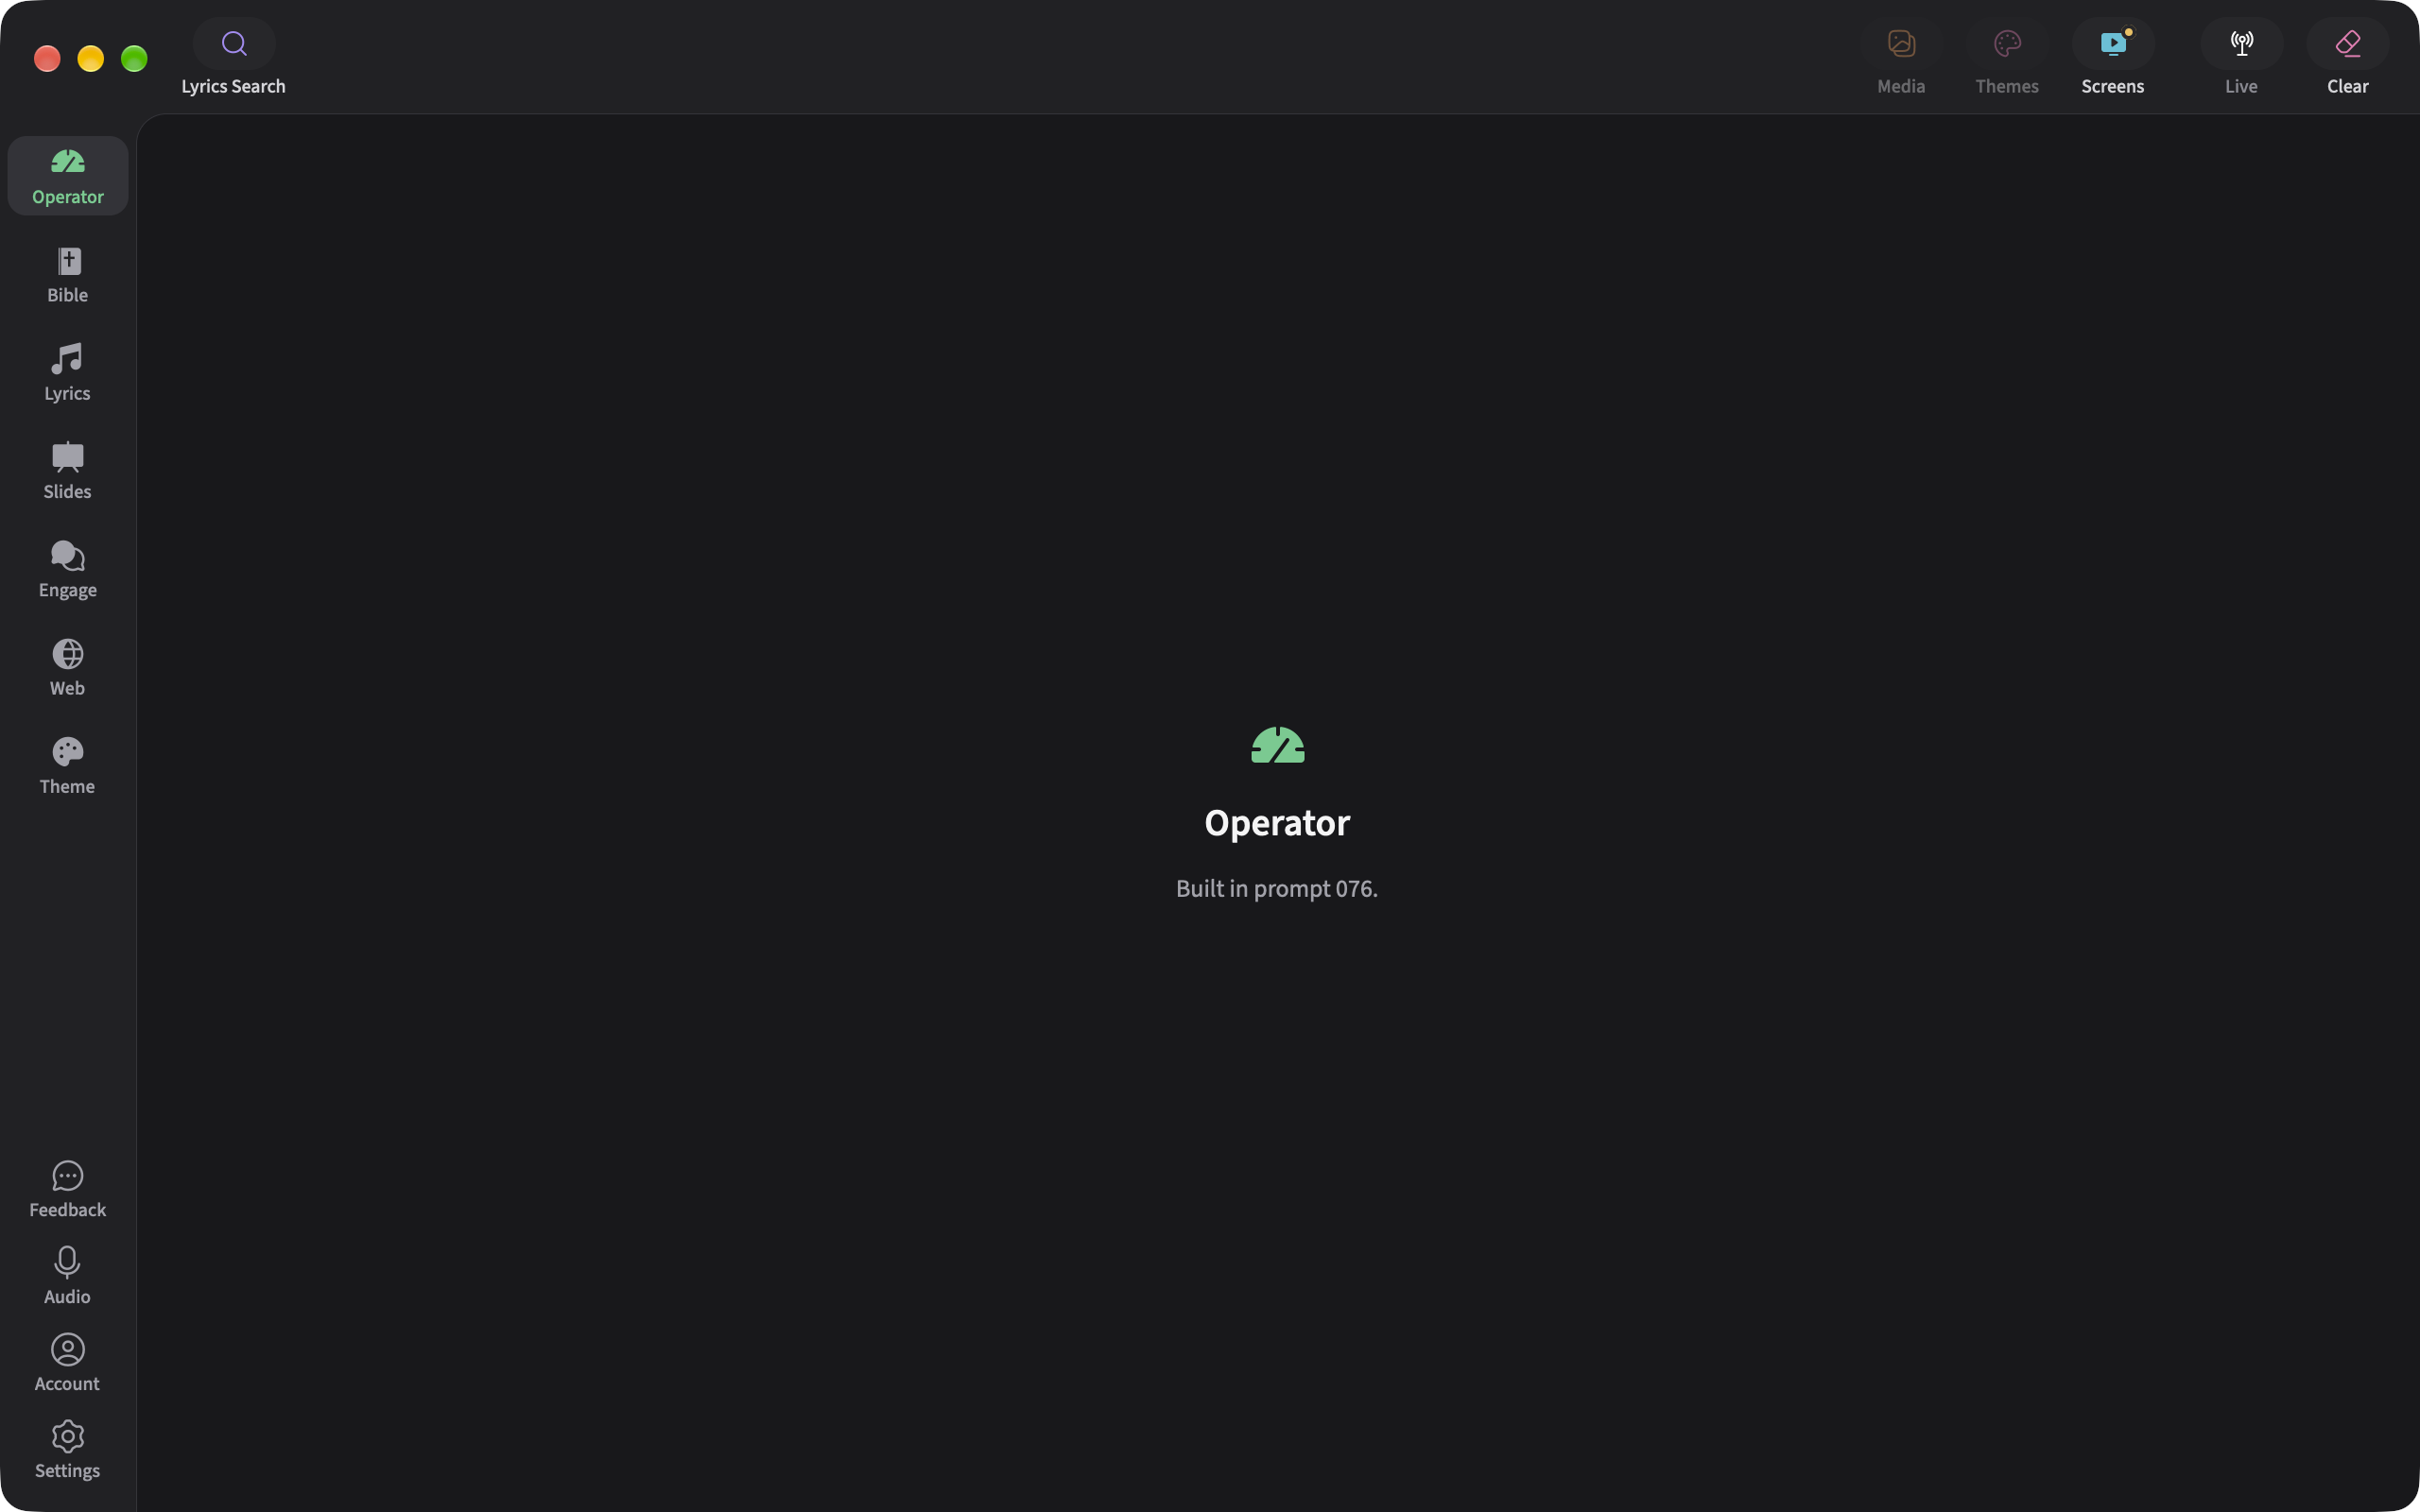 Lyrics Search
Media
Themes
Screens
Live
Clear
Operator
Bible
Lyrics
Slides
Engage
Web
Theme
Operator
Built in prompt 076.
Feedback
Audio
Account
Settings